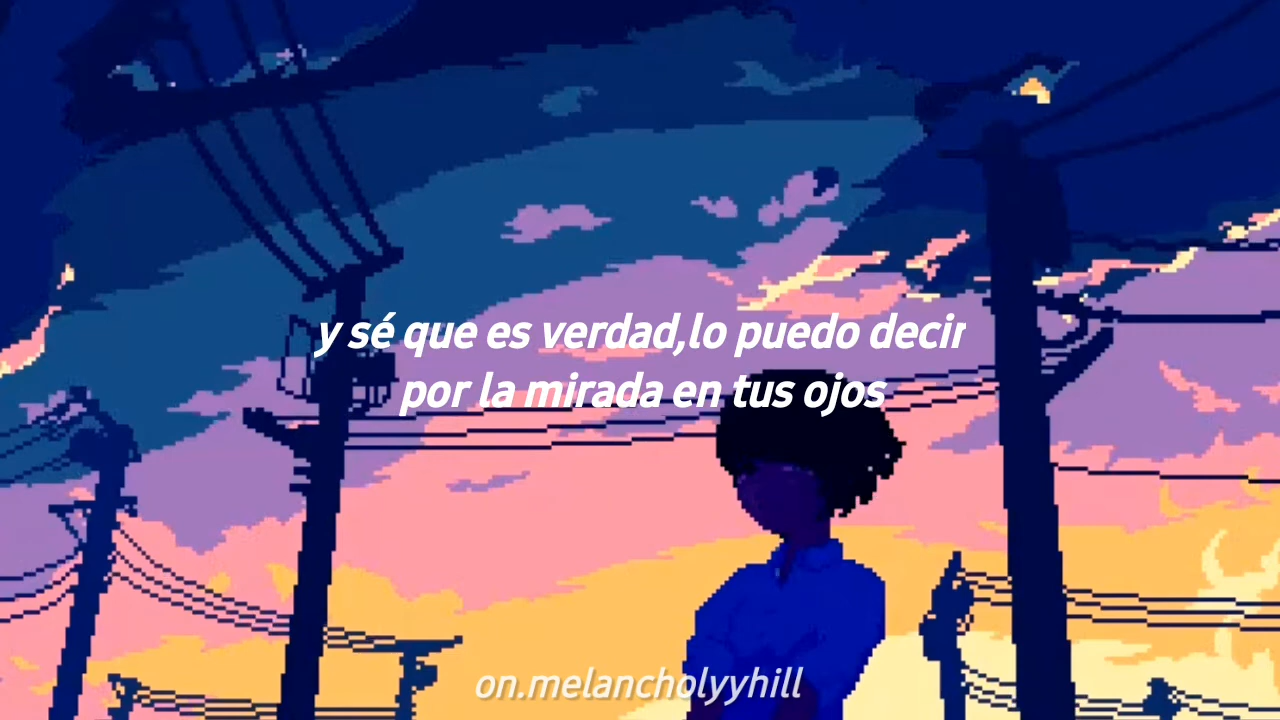 y sé que es verdad,lo puedo decir
por la mirada en tus ojos
on.melancholyyhill